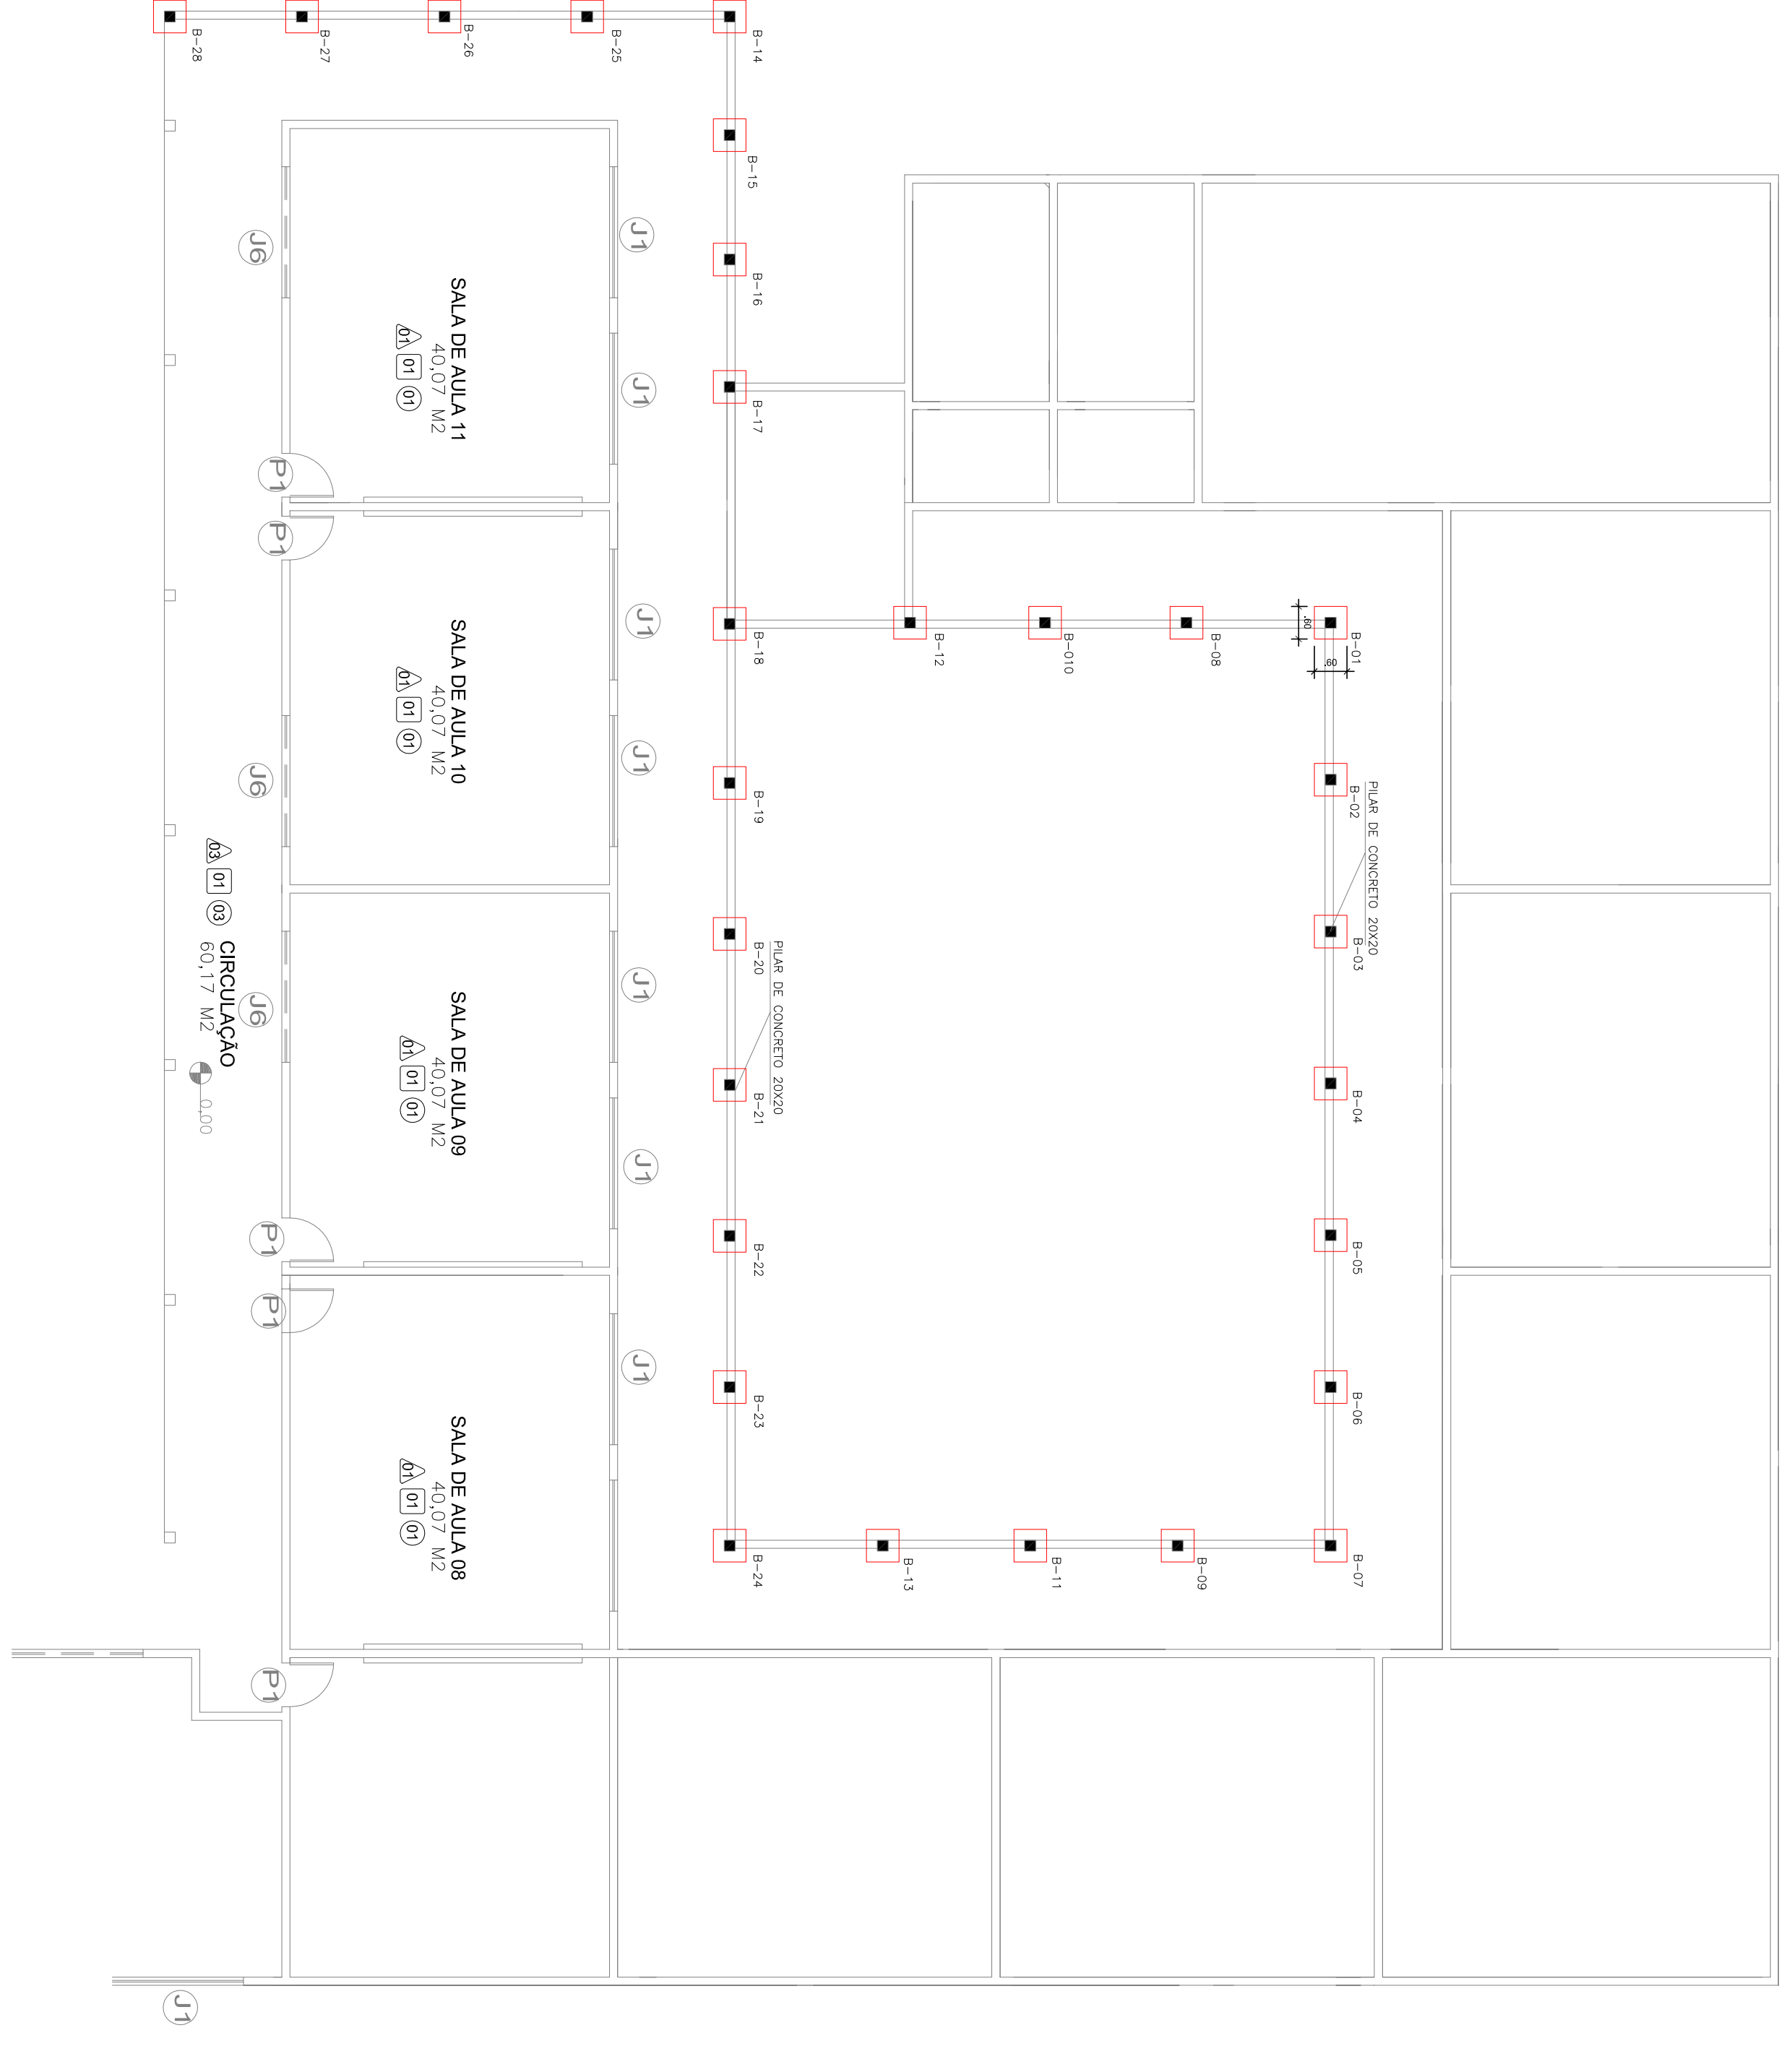 PILAR DE CONCRETO 20X20
B-01
B-02
B-03
B-04
B-05
B-06
B-07
.60
.60
B-08
B-09
B-010
B-11
B-12
B-13
PILAR DE CONCRETO 20X20
B-14
B-15
B-16
B-17
B-18
B-19
B-20
B-21
B-22
B-23
B-24
J1
J1
J1
J1
J1
J1
J1
B-25
B-26
SALA DE AULA 11
40,07 M2
01 01 01
SALA DE AULA 10
40,07 M2
01 01 01
SALA DE AULA 09
40,07 M2
01 01 01
SALA DE AULA 08
40,07 M2
01 01 01
B-27
P1
P1
P1
P1
P1
J6
J6
J6
CIRCULAÇÃO
60,17 M2
03 01 03
0,00
B-28
J1